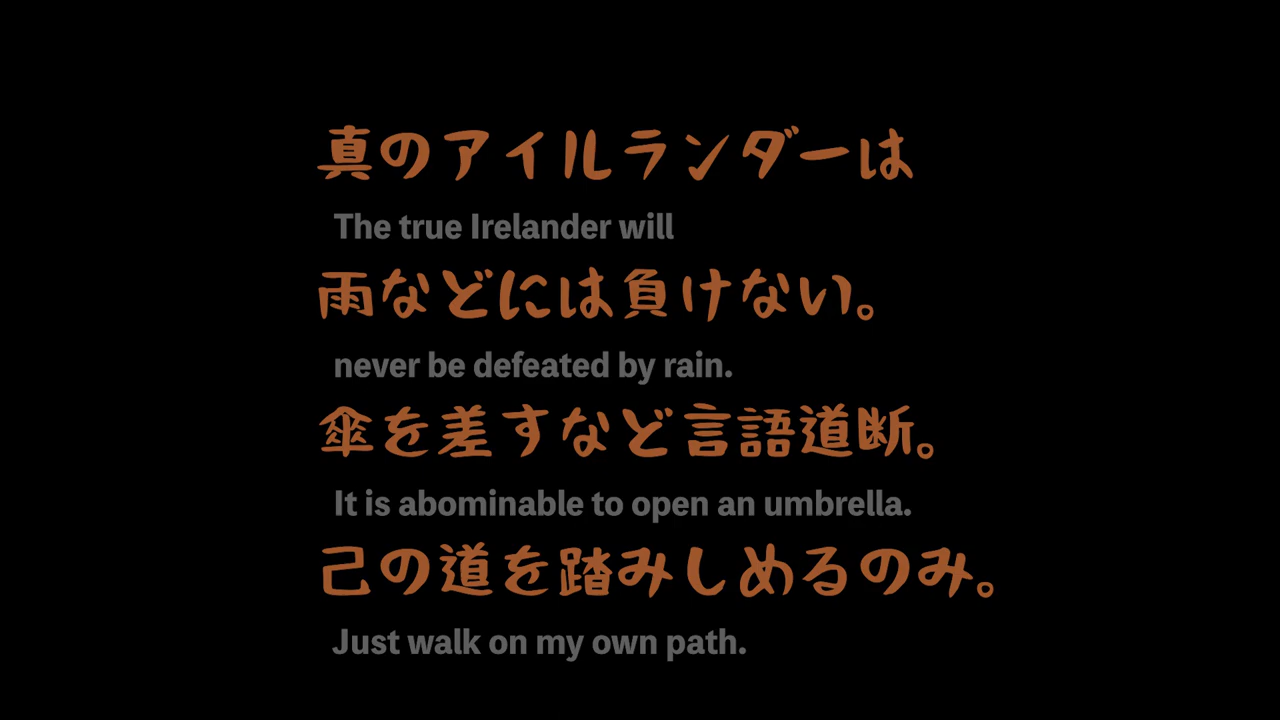 真のアイルランダーは
The true Irelander will
雨などには負けない。
never be defeated by rain.
傘を差すなど言語道断。
It is abominable to open an umbrella.
己の道を踏みしめるのみ。
Just walk on my own path.